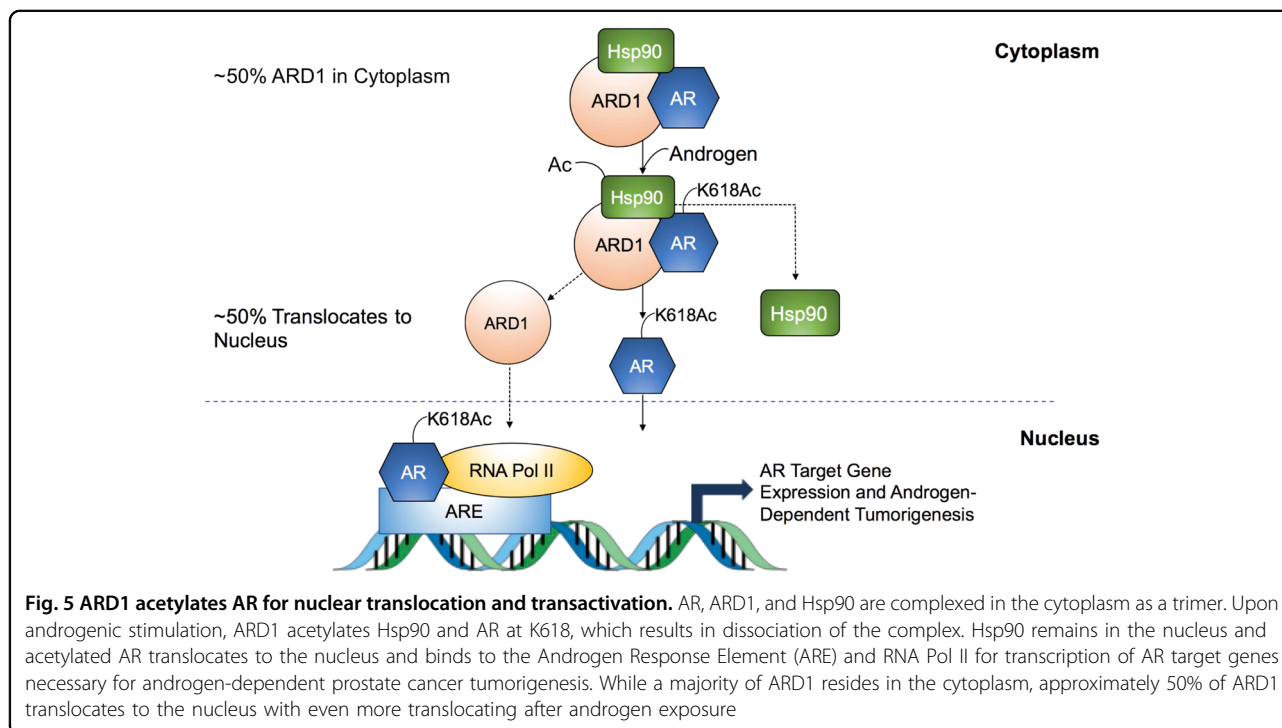 Hsp90
Cytoplasm
~50% ARD1 in Cytoplasm
ARD1
AR
Androgen
Ac
K618Ac
Hsp90
ARD1
AR
Hsp90
~50% Translocates to
Nucleus
ARD1
K618Ac
AR
K618Ac
Nucleus
AR
RNA Pol II
ARE
AR Target Gene
Expression and Androgen-
Dependent Tumorigenesis
Fig. 5 ARD1 acetylates AR for nuclear translocation and transactivation. AR, ARD1, and Hsp90 are complexed in the cytoplasm as a trimer. Upon
androgenic stimulation, ARD1 acetylates Hsp90 and AR at K618, which results in dissociation of the complex. Hsp90 remains in the nucleus and
acetylated AR translocates to the nucleus and binds to the Androgen Response Element (ARE) and RNA Pol II for transcription of AR target genes
necessary for androgen-dependent prostate cancer tumorigenesis. While a majority of ARD1 resides in the cytoplasm, approximately 50% of ARD1
translocates to the nucleus with even more translocating after androgen exposure